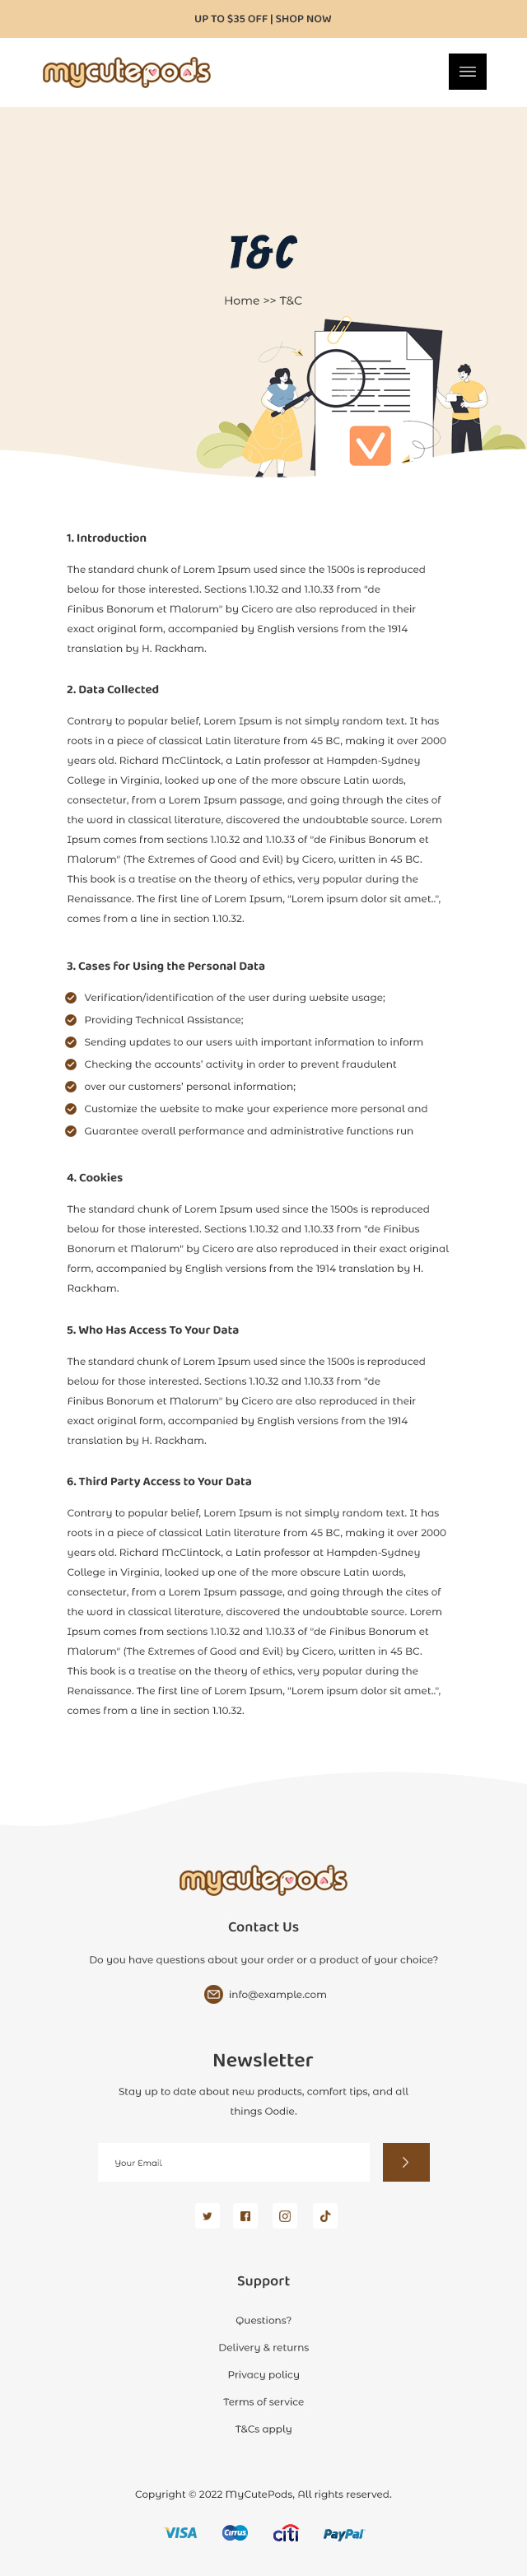 UP TO $35 OFF | SHOP NOW
mycutepods
T&C
Home >> T&C
1. Introduction
The standard chunk of Lorem Ipsum used since the 1500s is reproduced
below for those interested. Sections 1.10.32 and 1.10.33 from "de
Finibus Bonorum et Malorum" by Cicero are also reproduced in their
exact original form, accompanied by English versions from the 1914
translation by H. Rackham.
2. Data Collected
Contrary to popular belief, Lorem Ipsum is not simply random text. It has
roots in a piece of classical Latin literature from 45 BC, making it over 2000
years old. Richard McClintock, a Latin professor at Hampden-Sydney
College in Virginia, looked up one of the more obscure Latin words,
consectetur, from a Lorem Ipsum passage, and going through the cites of
the word in classical literature, discovered the undoubtable source. Lorem
Ipsum comes from sections 1.10.32 and 1.10.33 of "de Finibus Bonorum et
Malorum" (The Extremes of Good and Evil) by Cicero, written in 45 BC.
This book is a treatise on the theory of ethics, very popular during the
Renaissance. The first line of Lorem Ipsum, "Lorem ipsum dolor sit amet..",
comes from a line in section 1.10.32.
3. Cases for Using the Personal Data
Verification/identification of the user during website usage;
Providing Technical Assistance;
Sending updates to our users with important information to inform
Checking the accounts' activity in order to prevent fraudulent
over our customers' personal information;
Customize the website to make your experience more personal and
Guarantee overall performance and administrative functions run
4. Cookies
The standard chunk of Lorem Ipsum used since the 1500s is reproduced
below for those interested. Sections 1.10.32 and 1.10.33 from "de Finibus
Bonorum et Malorum" by Cicero are also reproduced in their exact original
form, accompanied by English versions from the 1914 translation by H.
Rackham.
5. Who Has Access To Your Data
The standard chunk of Lorem Ipsum used since the 1500s is reproduced
below for those interested. Sections 1.10.32 and 1.10.33 from "de
Finibus Bonorum et Malorum" by Cicero are also reproduced in their
exact original form, accompanied by English versions from the 1914
translation by H. Rackham.
6. Third Party Access to Your Data
Contrary to popular belief, Lorem Ipsum is not simply random text. It has
roots in a piece of classical Latin literature from 45 BC, making it over 2000
years old. Richard McClintock, a Latin professor at Hampden-Sydney
College in Virginia, looked up one of the more obscure Latin words,
consectetur, from a Lorem Ipsum passage, and going through the cites of
the word in classical literature, discovered the undoubtable source. Lorem
Ipsum comes from sections 1.10.32 and 1.10.33 of "de Finibus Bonorum et
Malorum" (The Extremes of Good and Evil) by Cicero, written in 45 BC.
This book is a treatise on the theory of ethics, very popular during the
Renaissance. The first line of Lorem Ipsum, "Lorem ipsum dolor sit amet..",
comes from a line in section 1.10.32.
mycutepods
Contact Us
Do you have questions about your order or a product of your choice?
info@example.com
Newsletter
Stay up to date about new products, comfort tips, and all
things Oodie.
Your Email
Support
Questions?
Delivery & returns
Privacy policy
Terms of service
T&Cs apply
Copyright © 2022 MyCutePods, All rights reserved.
VISA Cirrus citi PayPal